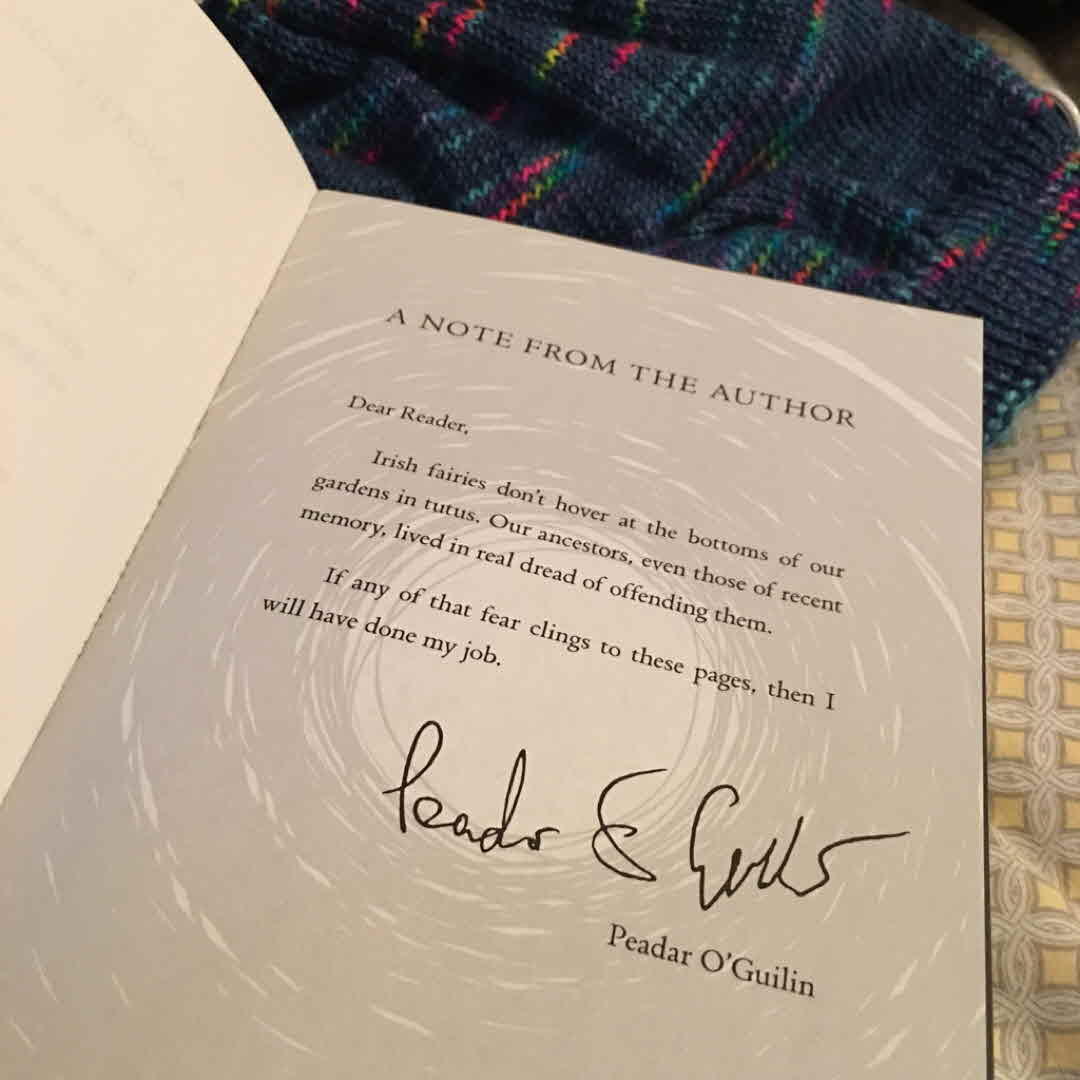 A NOTE FROM THE AUTHOR
Dear Reader,
Irish fairies don't hover at the bottoms of our
gardens in tutus. Our ancestors, even those of recent
memory, lived in real dread of offending them.
If any of that fear clings to these pages, then I
will have done my job.
Peadar
Peadar O'Guilin